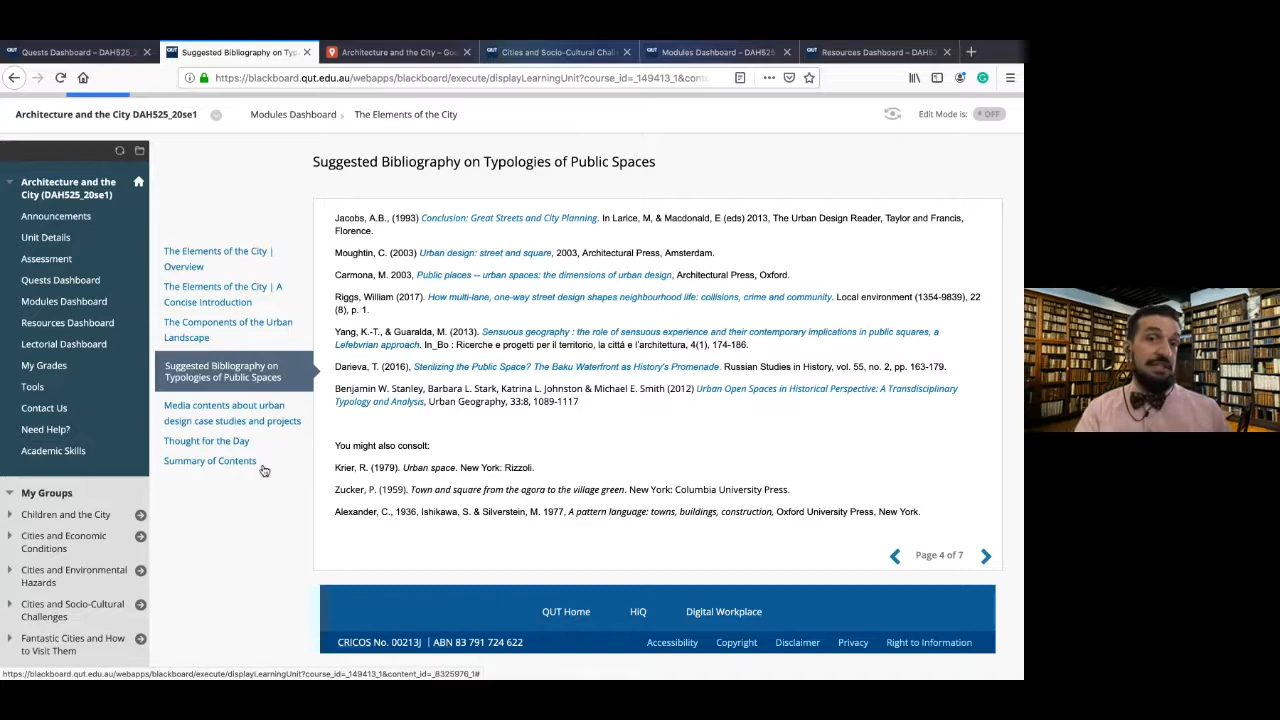 Quests Dashboard – DAH525_
Suggested Bibliography on Typ
Architecture and the City – Goo
Cities and Socio-Cultural Chall
Modules Dashboard – DAH525
Resources Dashboard – DAH52
https://blackboard.qut.edu.au/webapps/blackboard/execute/displayLearningUnit?course_id=_149413_1&cont
Architecture and the City DAH525_20se1
Modules Dashboard
The Elements of the City
Edit Mode is:
OFF
Architecture and the
City (DAH525_20se1)
Announcements
Unit Details
Assessment
Quests Dashboard
Modules Dashboard
Resources Dashboard
Lectorial Dashboard
My Grades
Tools
Contact Us
Need Help?
Academic Skills
My Groups
Children and the City
Cities and Economic
Conditions
Cities and Environmental
Hazards
Cities and Socio-Cultural
Challenges
Fantastic Cities and How
to Visit Them
The Elements of the City |
Overview
The Elements of the City | A
Concise Introduction
The Components of the Urban
Landscape
Suggested Bibliography on
Typologies of Public Spaces
Media contents about urban
design case studies and projects
Thought for the Day
Summary of Contents
Suggested Bibliography on Typologies of Public Spaces
Jacobs, A.B., (1993) Conclusion: Great Streets and City Planning. In Larice, M, & Macdonald, E (eds) 2013, The Urban Design Reader, Taylor and Francis,
Florence.
Moughtin, C. (2003) Urban design: street and square, 2003, Architectural Press, Amsterdam.
Carmona, M. 2003, Public places -- urban spaces: the dimensions of urban design, Architectural Press, Oxford.
Riggs, William (2017). How multi-lane, one-way street design shapes neighbourhood life: collisions, crime and community. Local environment (1354-9839), 22
(8), p. 1.
Yang, K.-T., & Guaralda, M. (2013). Sensuous geography : the role of sensuous experience and their contemporary implications in public squares, a
Lefebvrian approach. In_Bo : Ricerche e progetti per il territorio, la città e l'architettura, 4(1), 174-186.
Darieva, T. (2016), Sterilizing the Public Space? The Baku Waterfront as History's Promenade. Russian Studies in History, vol. 55, no. 2, pp. 163-179.
Benjamin W. Stanley, Barbara L. Stark, Katrina L. Johnston & Michael E. Smith (2012) Urban Open Spaces in Historical Perspective: A Transdisciplinary
Typology and Analysis, Urban Geography, 33:8, 1089-1117
You might also consolt:
Krier, R. (1979). Urban space. New York: Rizzoli.
Zucker, P. (1959). Town and square from the agora to the village green. New York: Columbia University Press.
Alexander, C., 1936, Ishikawa, S. & Silverstein, M. 1977, A pattern language: towns, buildings, construction, Oxford University Press, New York.
Page 4 of 7
QUT Home
HiQ
Digital Workplace
CRICOS No. 00213J | ABN 83 791 724 622
Accessibility
Copyright
Disclaimer
Privacy
Right to Information
https://blackboard.qut.edu.au/webapps/blackboard/execute/displayLearningUnit?course_id=_149413_1&content_id=_8325976_1#